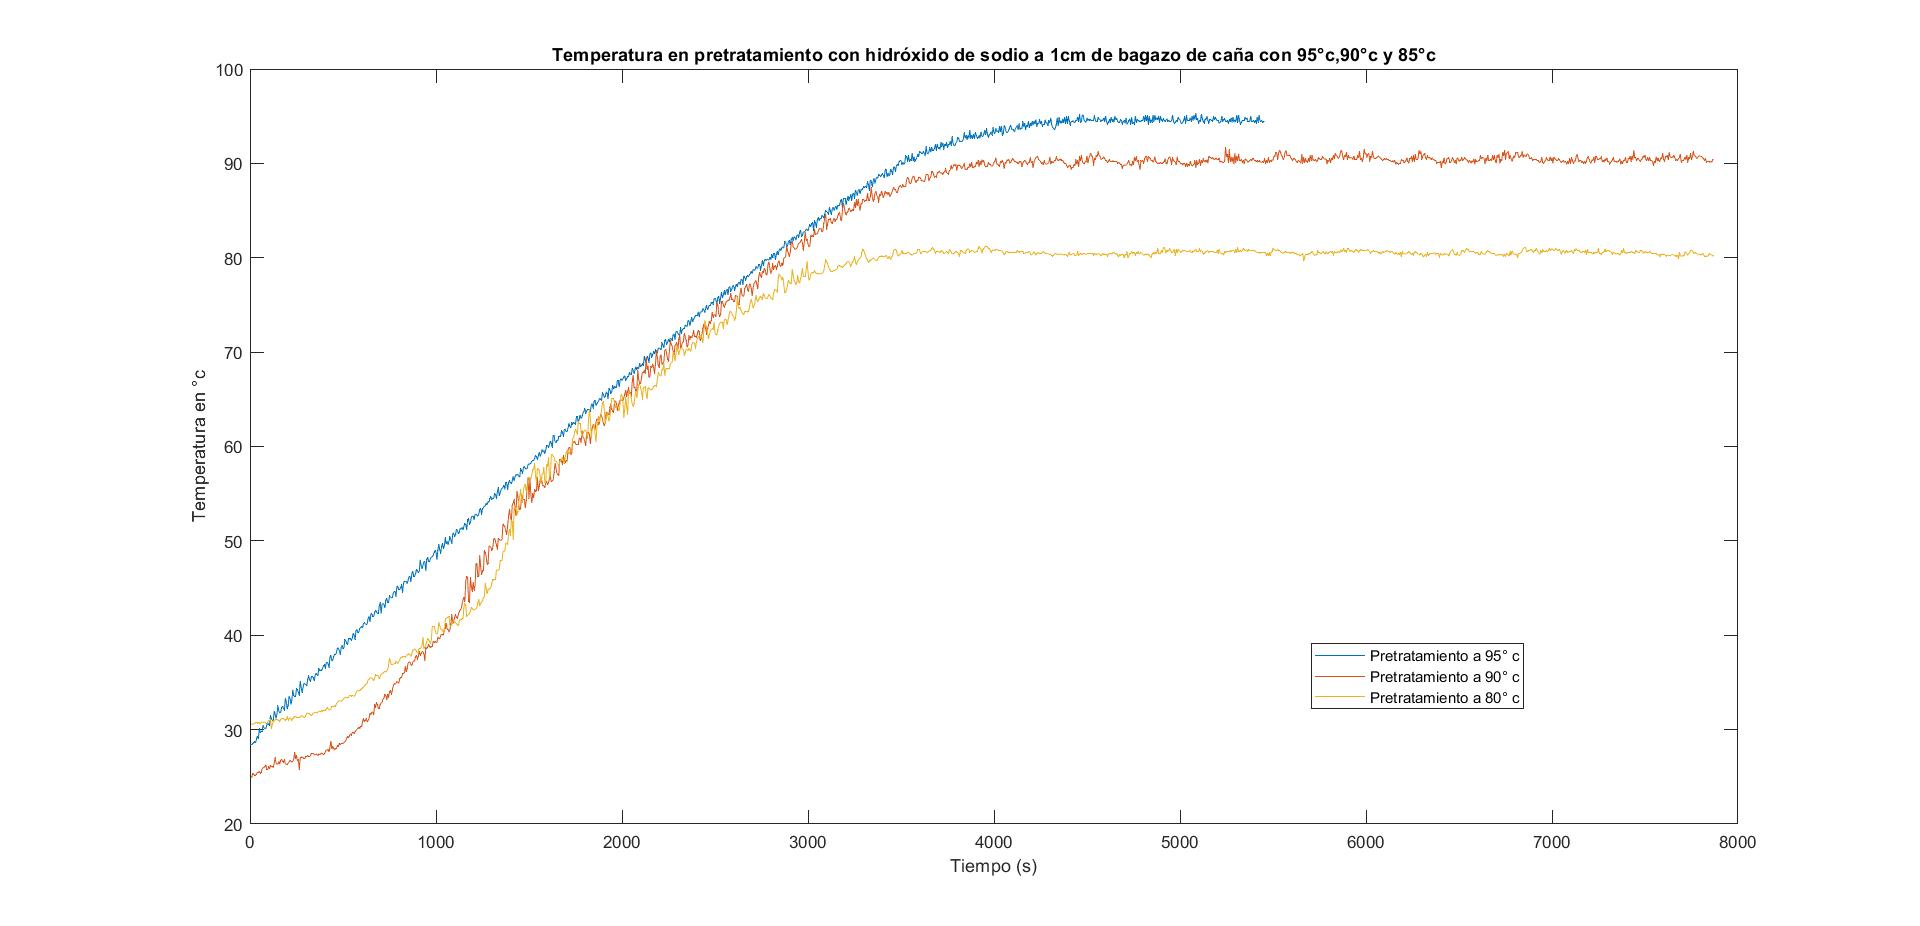 Temperatura en pretratamiento con hidróxido de sodio a 1cm de bagazo de caña con 95°c,90°c y 85°c
100
90
80
70
60
50
40
30
20
Temperatura en °c
0 1000 2000 3000 4000 5000 6000 7000 8000
Tiempo (s)
Pretratamiento a 95° c
Pretratamiento a 90° c
Pretratamiento a 80° c